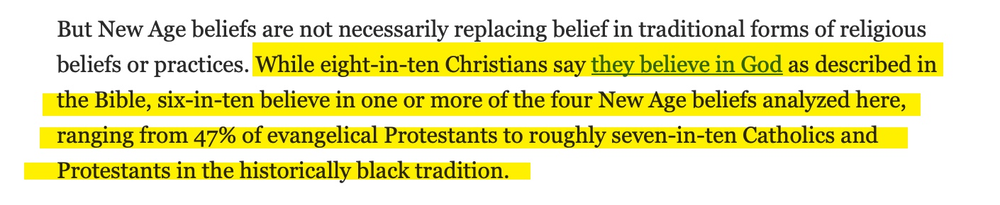 But New Age beliefs are not necessarily replacing belief in traditional forms of religious
beliefs or practices. While eight-in-ten Christians say they believe in God as described in
the Bible, six-in-ten believe in one or more of the four New Age beliefs analyzed here,
ranging from 47% of evangelical Protestants to roughly seven-in-ten Catholics and
Protestants in the historically black tradition.